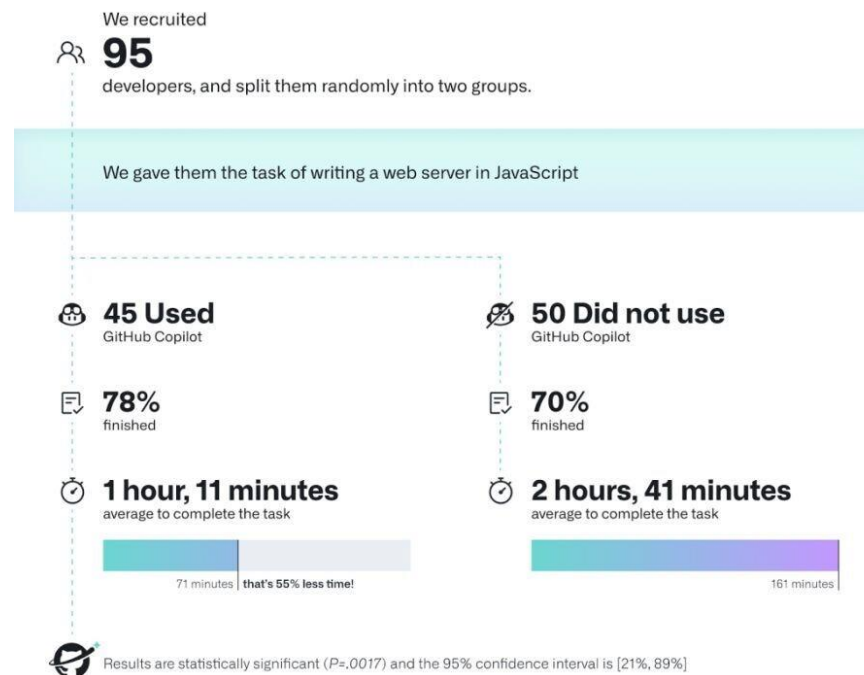 We recruited
95
developers, and split them randomly into two groups.
We gave them the task of writing a web server in JavaScript
45 Used
GitHub Copilot
78%
finished
1 hour, 11 minutes
average to complete the task
71 minutes
that's 55% less time!
50 Did not use
GitHub Copilot
70%
finished
2 hours, 41 minutes
average to complete the task
161 minutes
Results are statistically significant (P=.0017) and the 95% confidence interval is [21%, 89%]